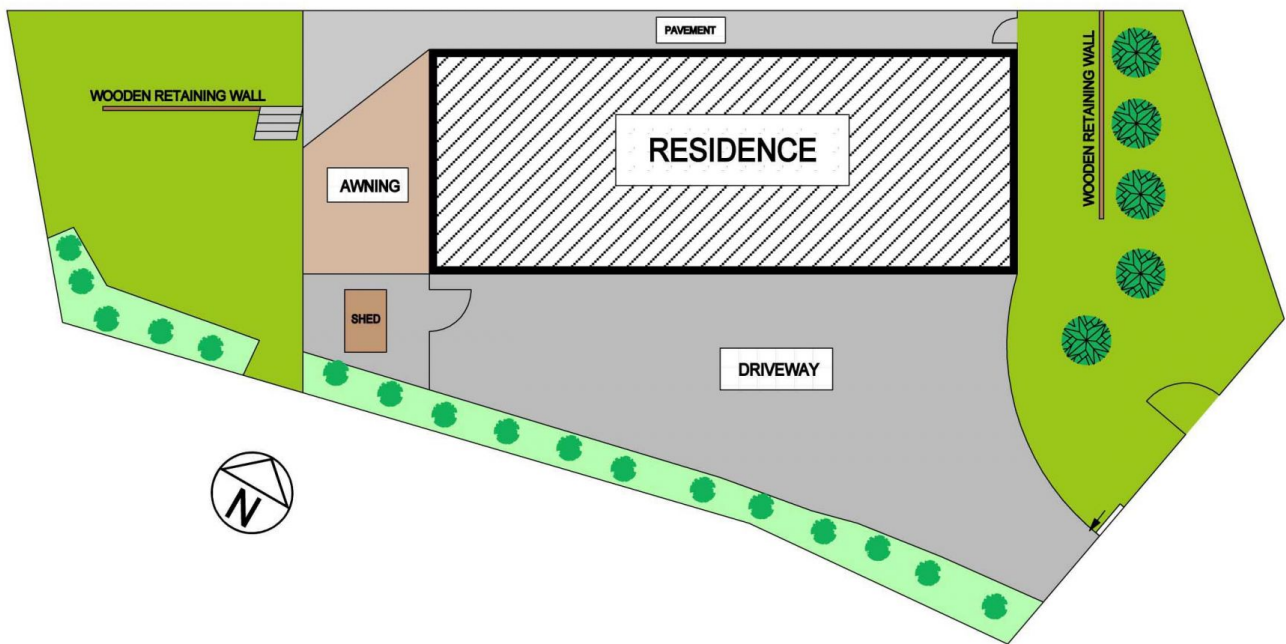 PAVEMENT
WOODEN RETAINING WALL
WOODEN RETAINING WALL
RESIDENCE
AWNING
SHED
DRIVEWAY
N